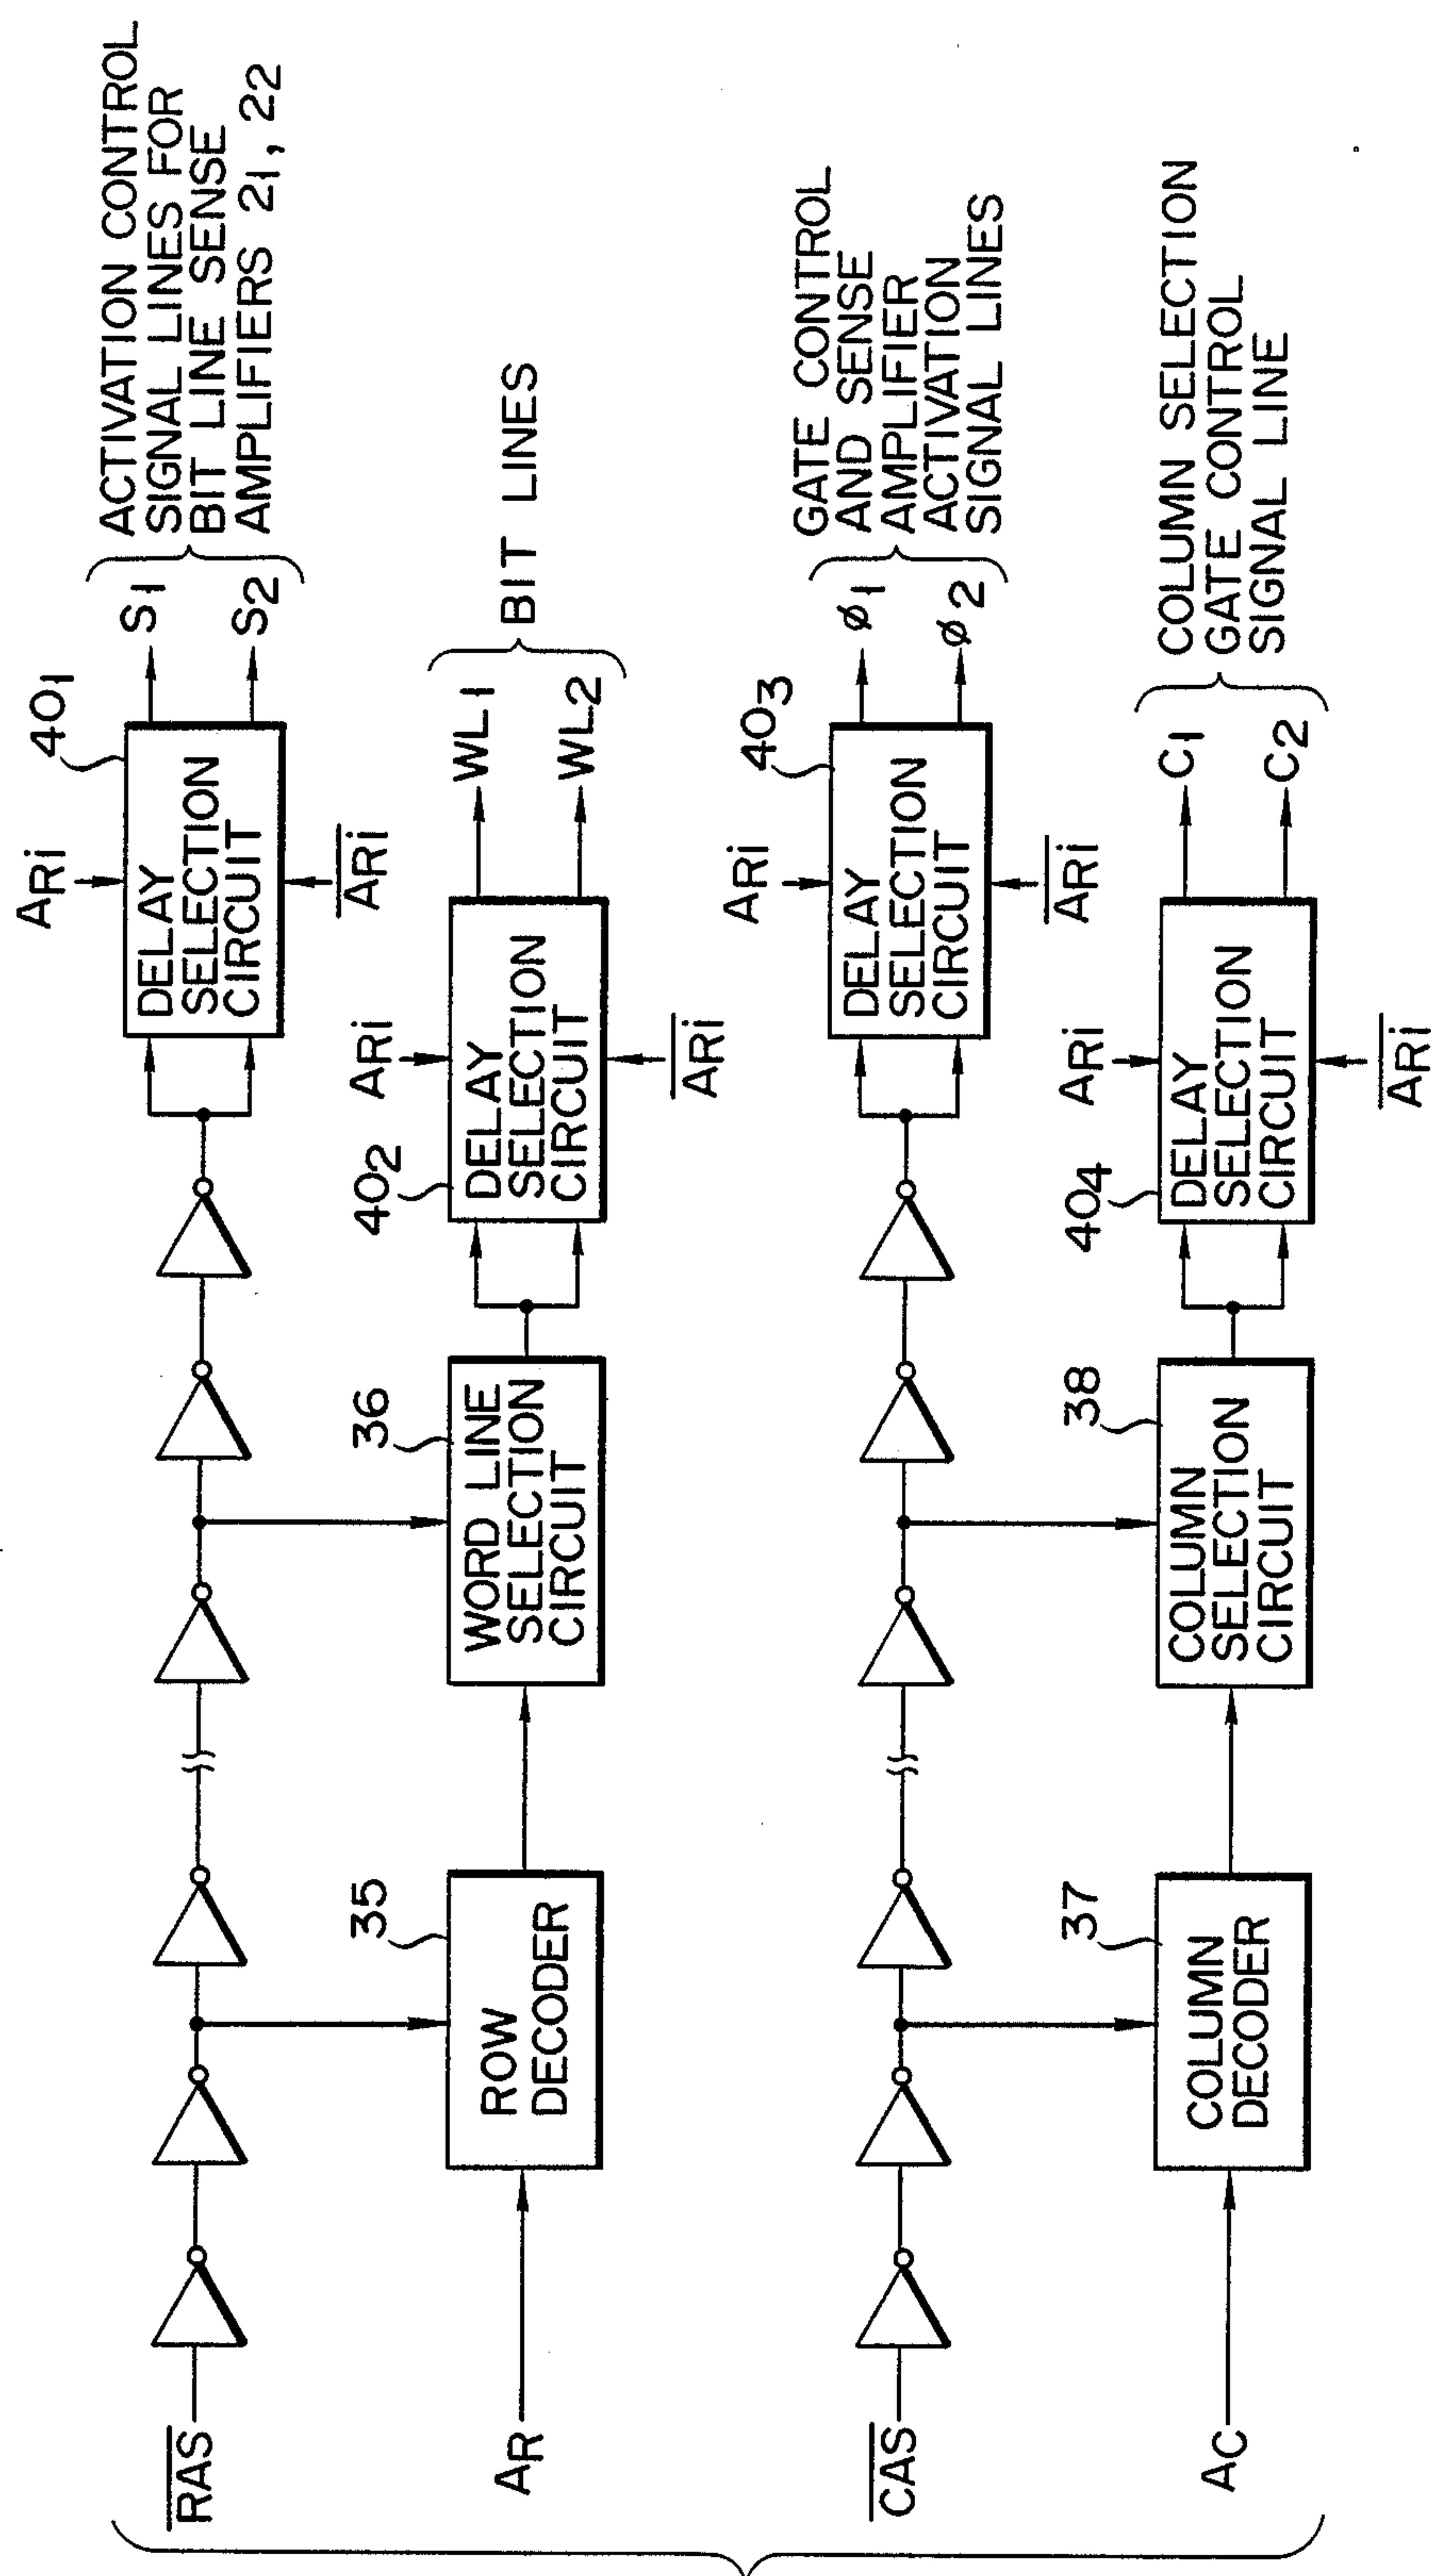 RAS
AR
35
ROW
DECODER
36
WORD LINE
SELECTION
CIRCUIT
ARi
401
DELAY
SELECTION
CIRCUIT
ARi
S1
S2
ACTIVATION CONTROL
SIGNAL LINES FOR
BIT LINE SENSE
AMPLIFIERS 21, 22
ARi
402
DELAY
SELECTION
CIRCUIT
ARi
WL1
WL2
BIT LINES
CAS
AC
37
COLUMN
DECODER
38
COLUMN
SELECTION
CIRCUIT
ARi
403
DELAY
SELECTION
CIRCUIT
ARi
ø1
ø2
GATE CONTROL
AND SENSE
AMPLIFIER
ACTIVATION
SIGNAL LINES
ARi
404
DELAY
SELECTION
CIRCUIT
ARi
C1
C2
COLUMN SELECTION
GATE CONTROL
SIGNAL LINE